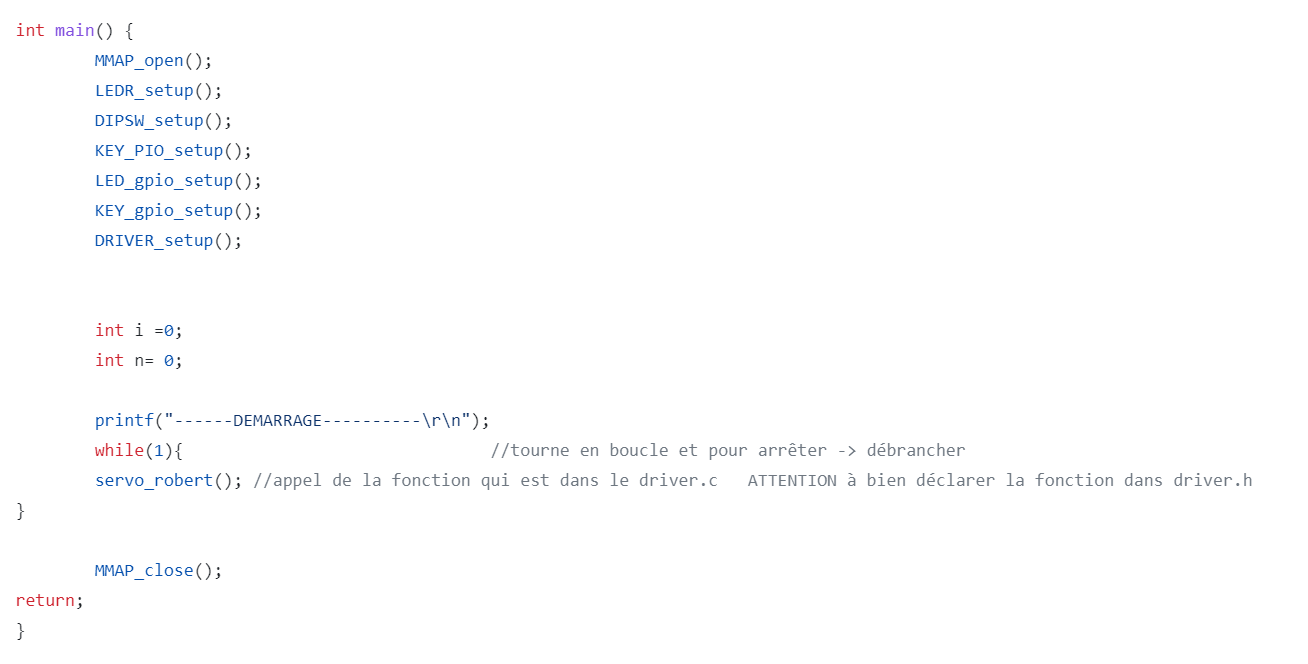 int main() {
MMAP_open();
LEDR_setup();
DIPSW_setup();
KEY_PIO_setup();
LED_gpio_setup();
KEY_gpio_setup();
DRIVER_setup();
int i =0;
int n= 0;
printf("------DEMARRAGE----------\r\n");
while(1){ //tourne en boucle et pour arrêter -> débrancher
servo_robert(); //appel de la fonction qui est dans le driver.c ATTENTION à bien déclarer la fonction dans driver.h
}
MMAP_close();
return;
}